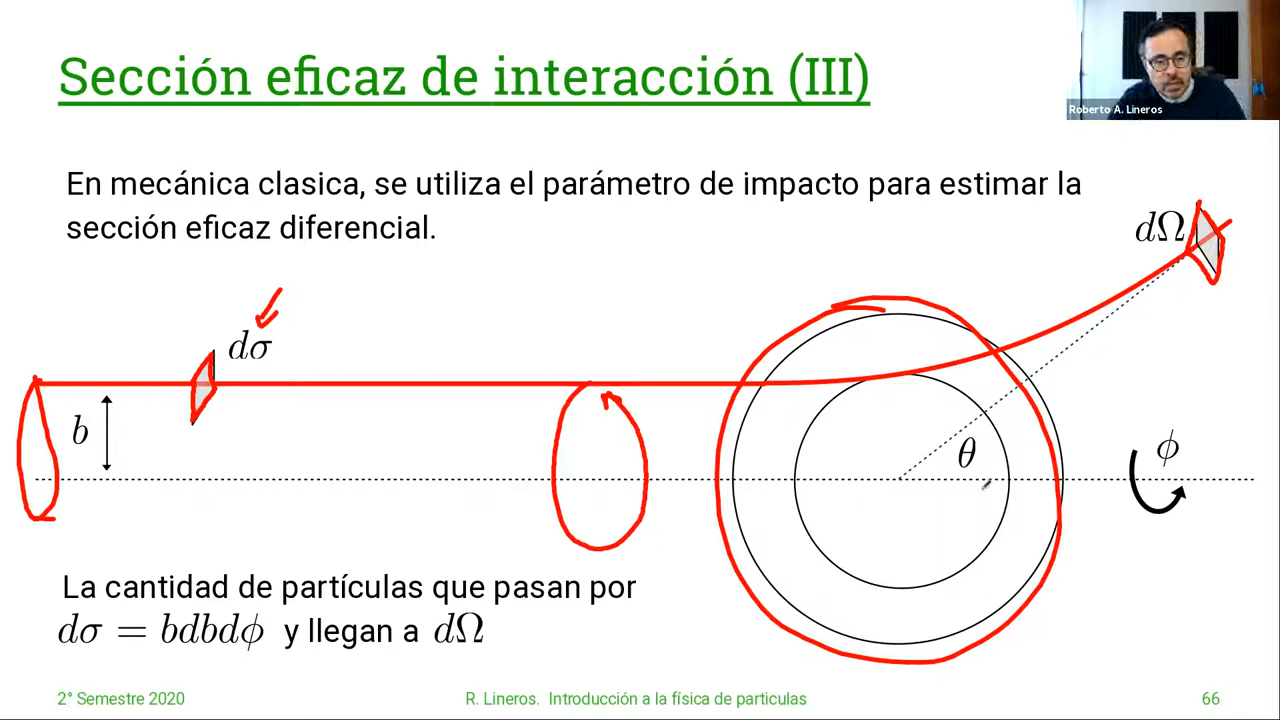 Sección eficaz de interacción (III)
Roberto A. Lineros
En mecánica clasica, se utiliza el parámetro de impacto para estimar la
sección eficaz diferencial.
dΩ
dσ
b
θ
ϕ
La cantidad de partículas que pasan por
dσ = bdbdϕ y llegan a dΩ
2° Semestre 2020
R. Lineros. Introducción a la física de particulas
66